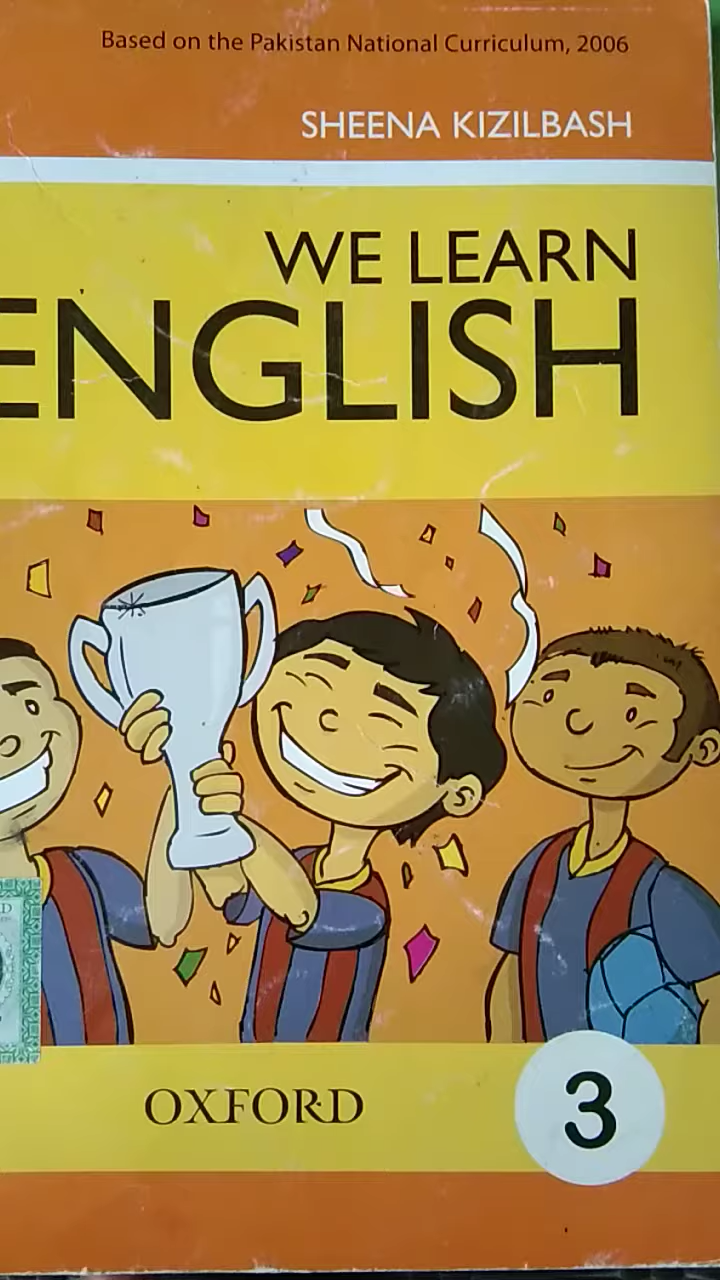 Based on the Pakistan National Curriculum, 2006
SHEENA KIZILBASH
WE LEARN
ENGLISH
OXFORD
3